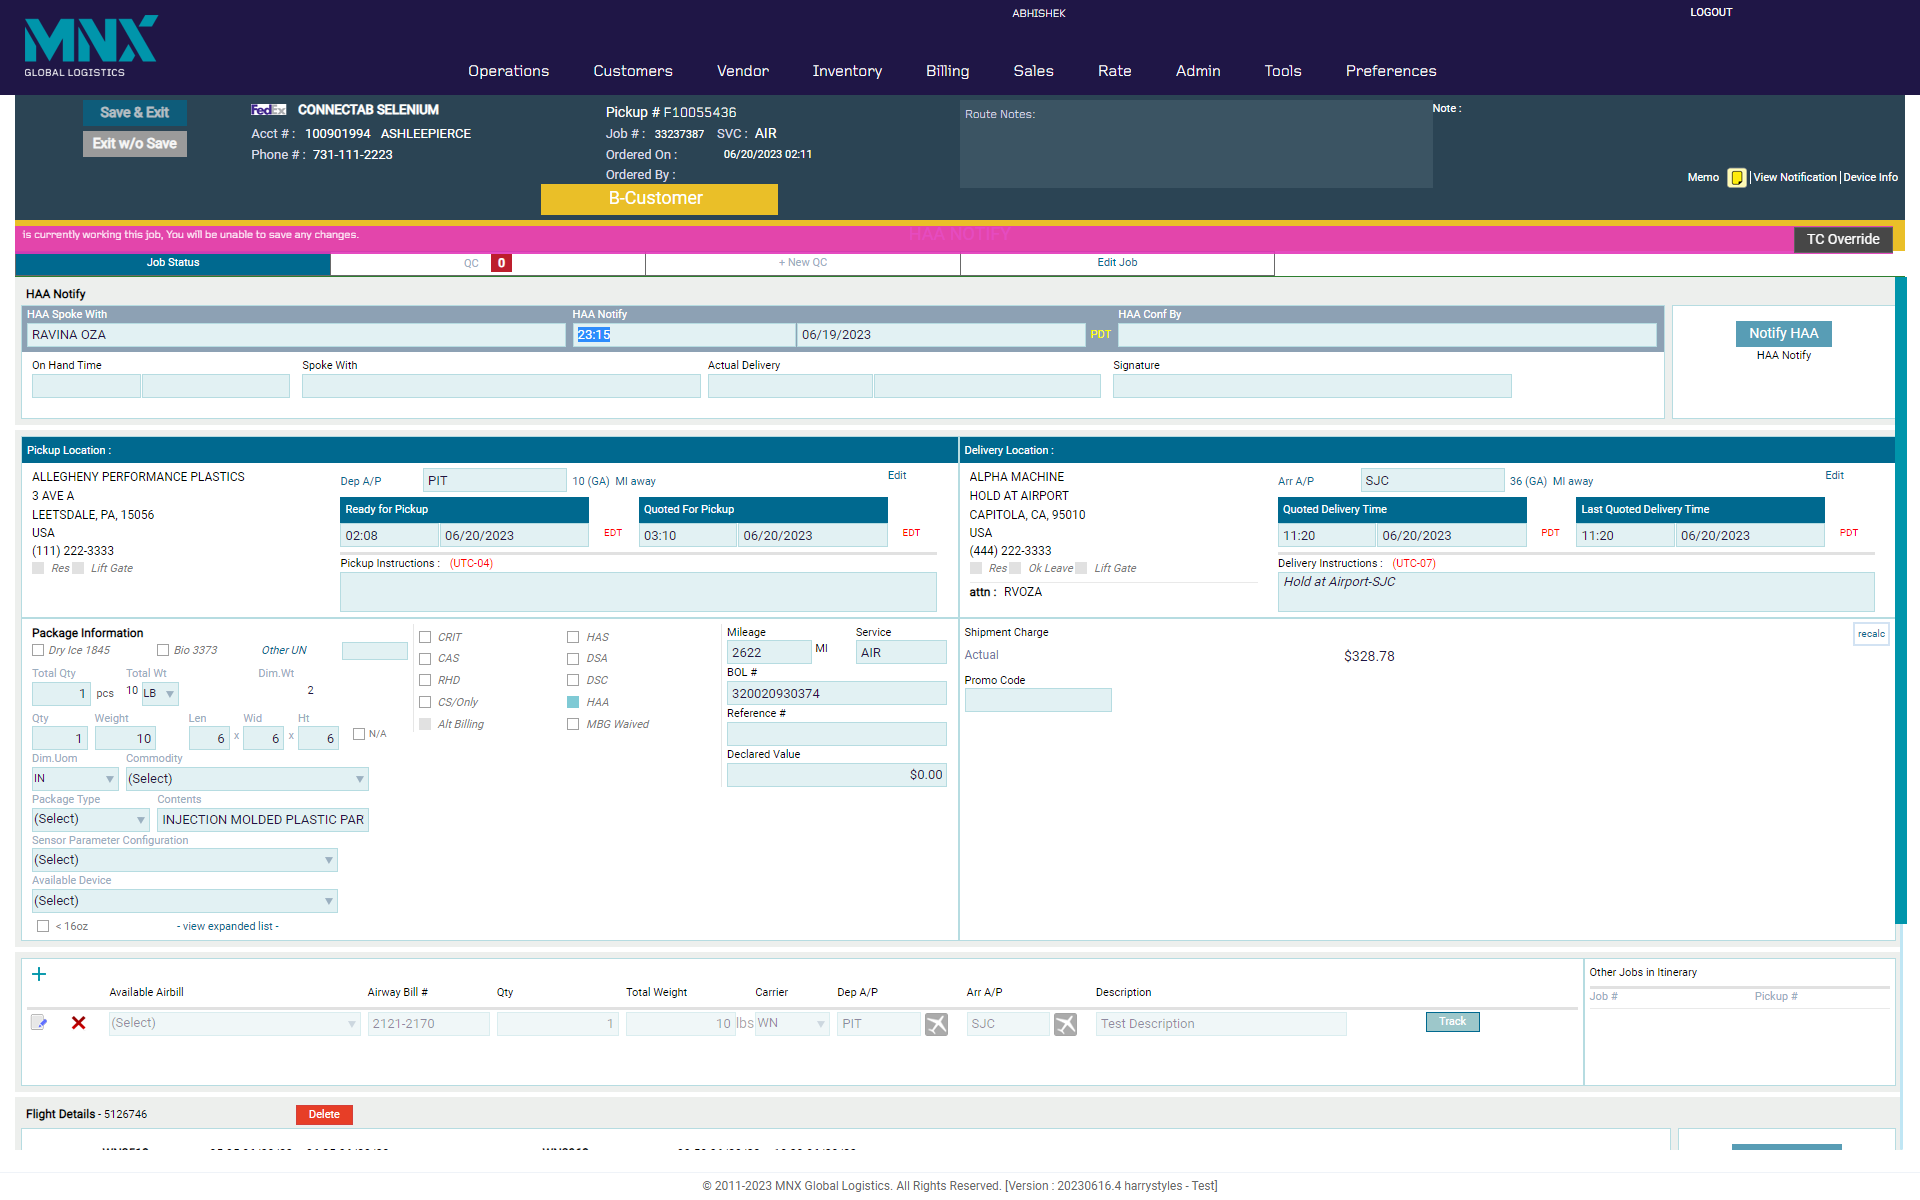 ABHISHEK
LOGOUT
MNX
GLOBAL LOGISTICS
Operations Customers Vendor Inventory Billing Sales Rate Admin Tools Preferences
Save & Exit
Exit w/o Save
FedEx CONNECTAB SELENIUM
Acct # : 100901994 ASHLEEPIERCE
Phone # : 731-111-2223
Pickup # F10055436
Job # : 33237387 SVC : AIR
Ordered On : 06/20/2023 02:11
Ordered By :
B-Customer
Route Notes:
Note :
Memo |View Notification|Device Info
is currently working this job, You will be unable to save any changes.
HAA NOTIFY
TC Override
Job Status QC 0 + New QC Edit Job
HAA Notify
HAA Spoke With HAA Notify HAA Conf By
RAVINA OZA 23:15 06/19/2023 PDT
Notify HAA
HAA Notify
On Hand Time Spoke With Actual Delivery Signature
Pickup Location :
ALLEGHENY PERFORMANCE PLASTICS
3 AVE A
LEETSDALE, PA, 15056
USA
(111) 222-3333
Res Lift Gate
Dep A/P PIT 10 (GA) MI away Edit
Ready for Pickup Quoted For Pickup
02:08 06/20/2023 EDT 03:10 06/20/2023 EDT
Pickup Instructions : (UTC-04)
Delivery Location :
ALPHA MACHINE
HOLD AT AIRPORT
CAPITOLA, CA, 95010
USA
(444) 222-3333
Res Ok Leave Lift Gate
attn : RVOZA
Arr A/P SJC 36 (GA) MI away Edit
Quoted Delivery Time Last Quoted Delivery Time
11:20 06/20/2023 PDT 11:20 06/20/2023 PDT
Delivery Instructions : (UTC-07)
Hold at Airport-SJC
Package Information
Dry Ice 1845 Bio 3373 Other UN
Total Qty Total Wt Dim.Wt
1 pcs 10 LB 2
Qty Weight Len Wid Ht
1 10 6 x 6 x 6 N/A
Dim.Uom Commodity
IN (Select)
Package Type Contents
(Select) INJECTION MOLDED PLASTIC PAR
Sensor Parameter Configuration
(Select)
Available Device
(Select)
< 16oz - view expanded list -
CRIT HAS
CAS DSA
RHD DSC
CS/Only HAA
Alt Billing MBG Waived
Mileage Service
2622 MI AIR
BOL #
320020930374
Reference #
Declared Value
$0.00
Shipment Charge
recalc
Actual $328.78
Promo Code
Available Airbill Airway Bill # Qty Total Weight Carrier Dep A/P Arr A/P Description
(Select) 2121-2170 1 10 lbs WN PIT SJC Test Description Track
Other Jobs in Itinerary
Job # Pickup #
Flight Details - 5126746 Delete
© 2011-2023 MNX Global Logistics. All Rights Reserved. [Version : 20230616.4 harrystyles - Test]